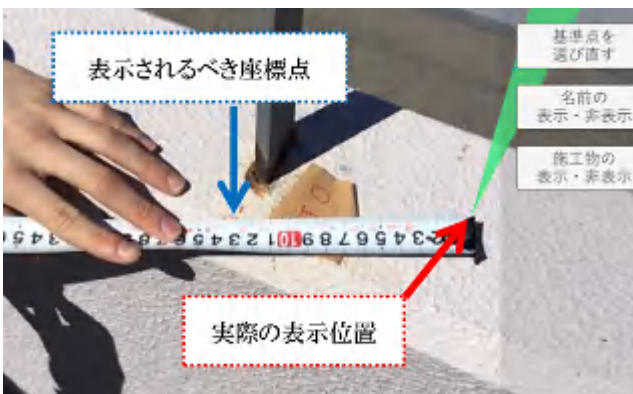 表示されるべき座標点
基準点を
選び直す
名前の
表示・非表示
施工物の
表示・非表示
実際の表示位置